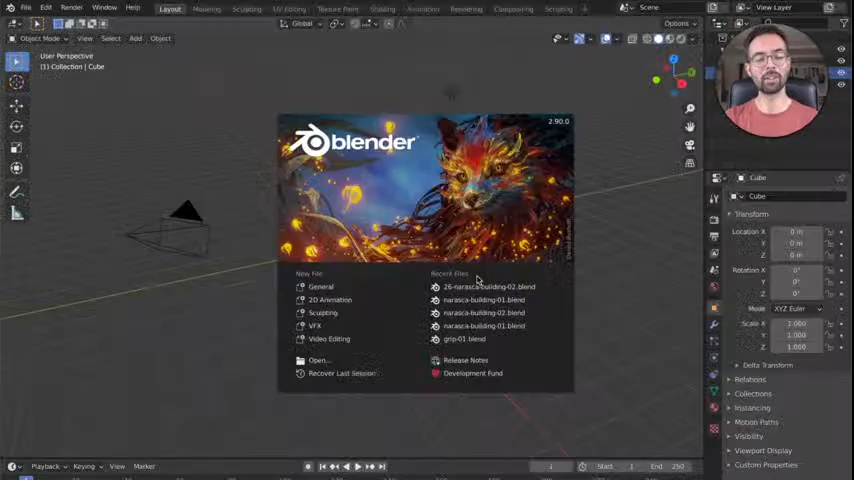 File Edit Render Window Help Layout Modeling Sculpting UV Editing Texture Paint Shading Animation Rendering Compositing Scripting Scene View Layer
Global Options
Object Mode View Select Add Object
User Perspective
(1) Collection | Cube
2.90.0
blender
New File
General
2D Animation
Sculpting
VFX
Video Editing
Open...
Recover Last Session
Recent Files
26-narasca-building-02.blend
narasca-building-01.blend
narasca-building-02.blend
narasca-building-01.blend
grip-01.blend
Release Notes
Development Fund
Cube
Cube
Transform
Location X 0 m
Y 0 m
Z 0 m
Rotation X 0°
Y 0°
Z 0°
Mode XYZ Euler
Scale X 1.000
Y 1.000
Z 1.000
Delta Transform
Relations
Collections
Instancing
Motion Paths
Visibility
Viewport Display
Custom Properties
Playback Keying View Marker 1 Start 1 End 250